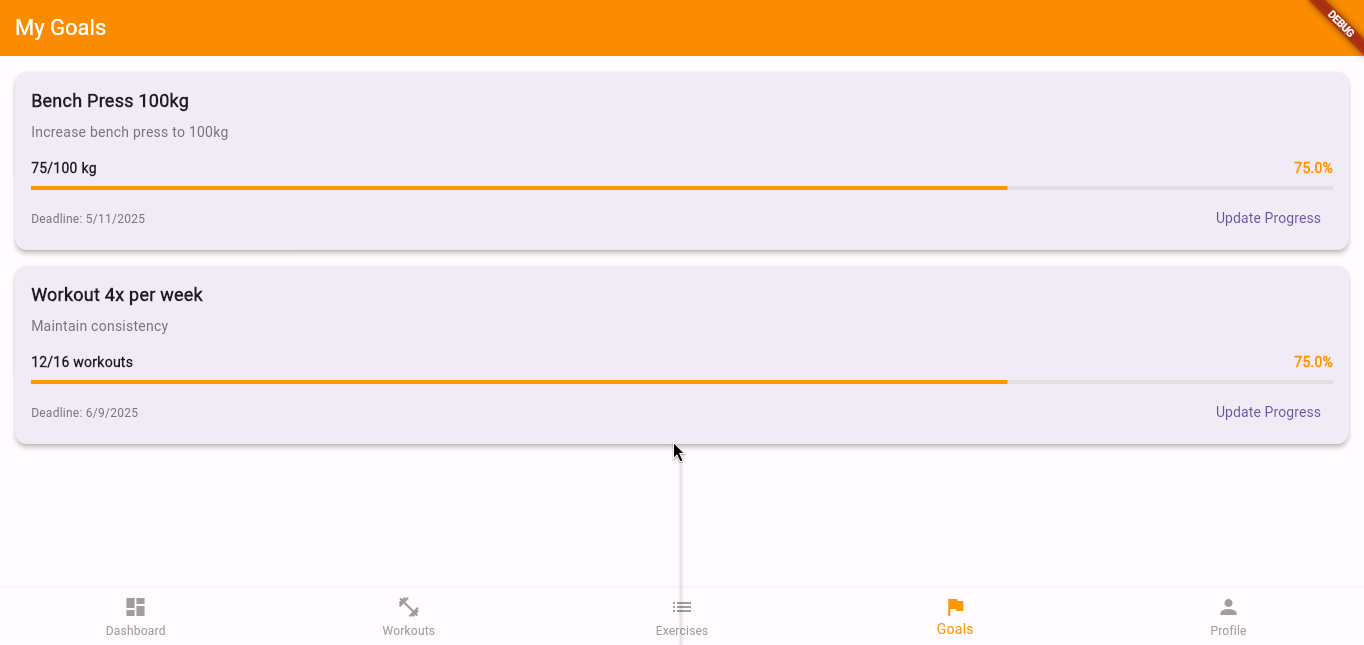 My Goals
DEBUG
Bench Press 100kg
Increase bench press to 100kg
75/100 kg 75.0%
Deadline: 5/11/2025 Update Progress
Workout 4x per week
Maintain consistency
12/16 workouts 75.0%
Deadline: 6/9/2025 Update Progress
Dashboard Workouts Exercises Goals Profile